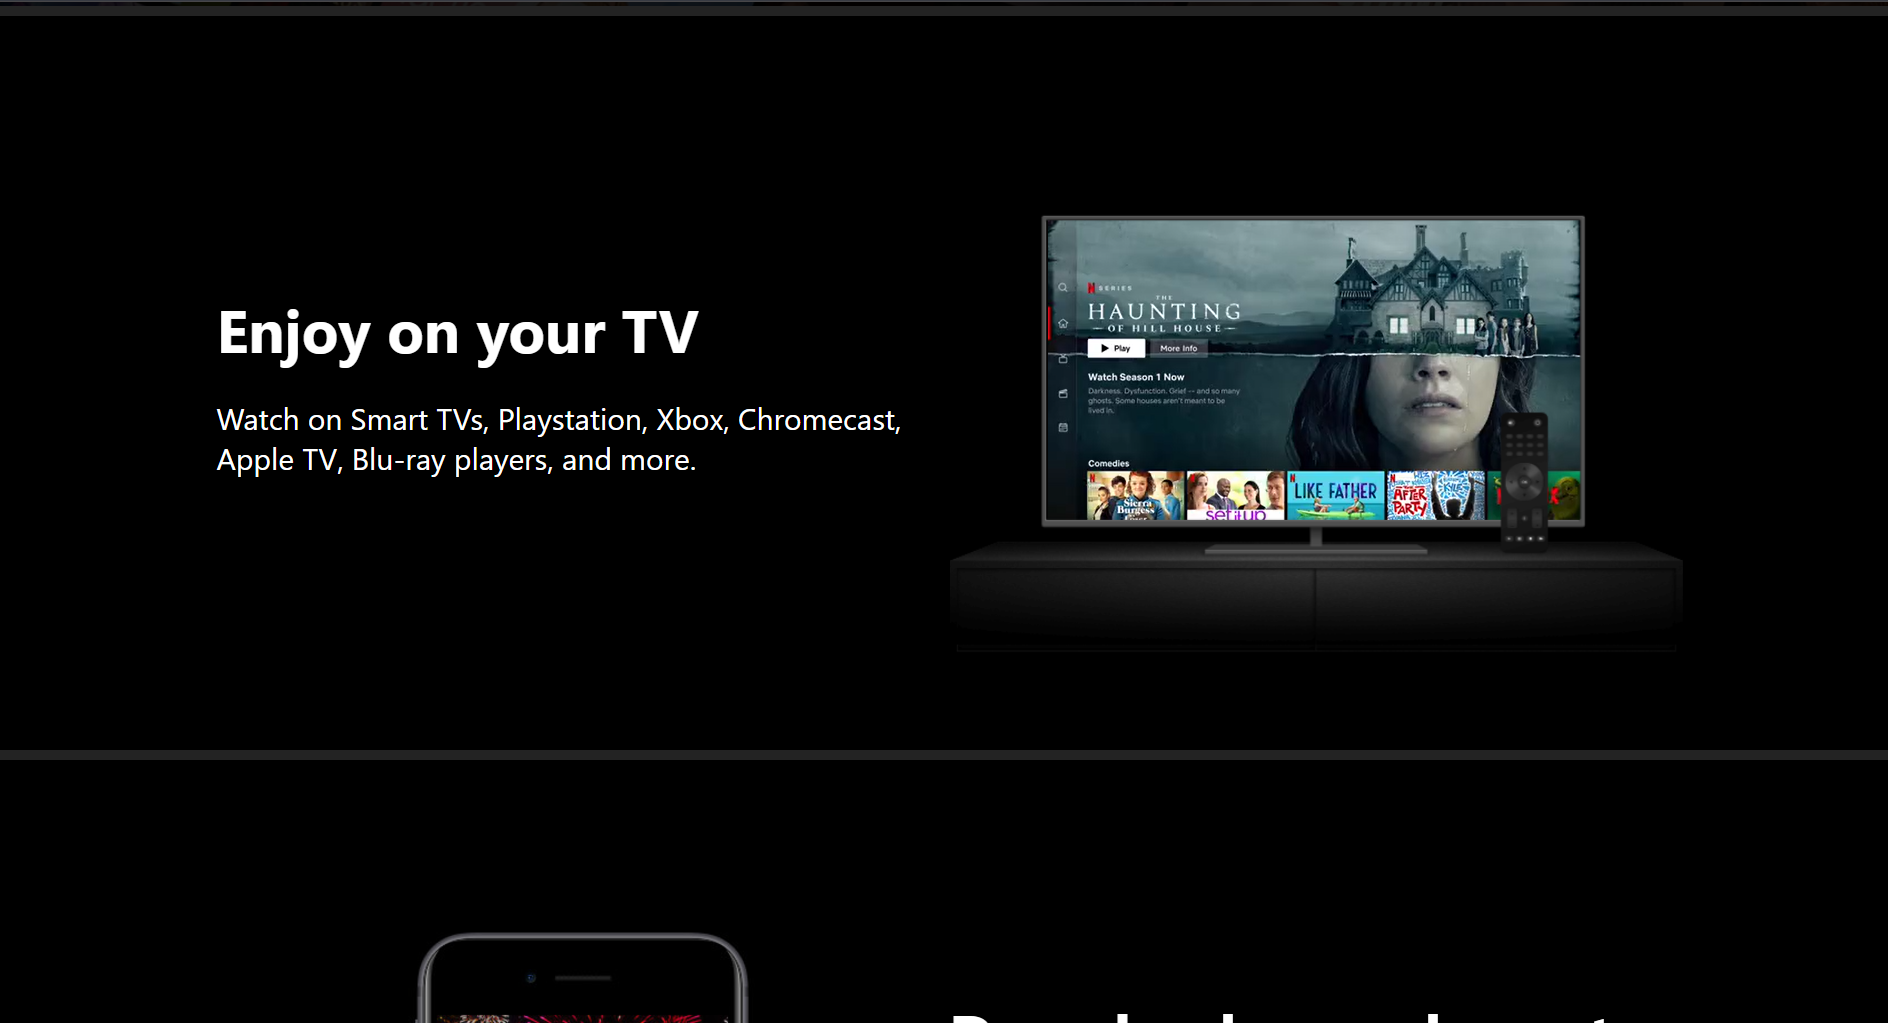 Enjoy on your TV
Watch on Smart TVs, Playstation, Xbox, Chromecast,
Apple TV, Blu-ray players, and more.
N SERIES
THE
HAUNTING
OF HILL HOUSE
Play
More Info
Watch Season 1 Now
Darkness. Dysfunction. Grief -- and so many
ghosts. Some houses aren't meant to be
lived in.
Comedies
Sierra
Burgess
set it up
LIKE FATHER
THE
AFTER
PARTY
KYLE